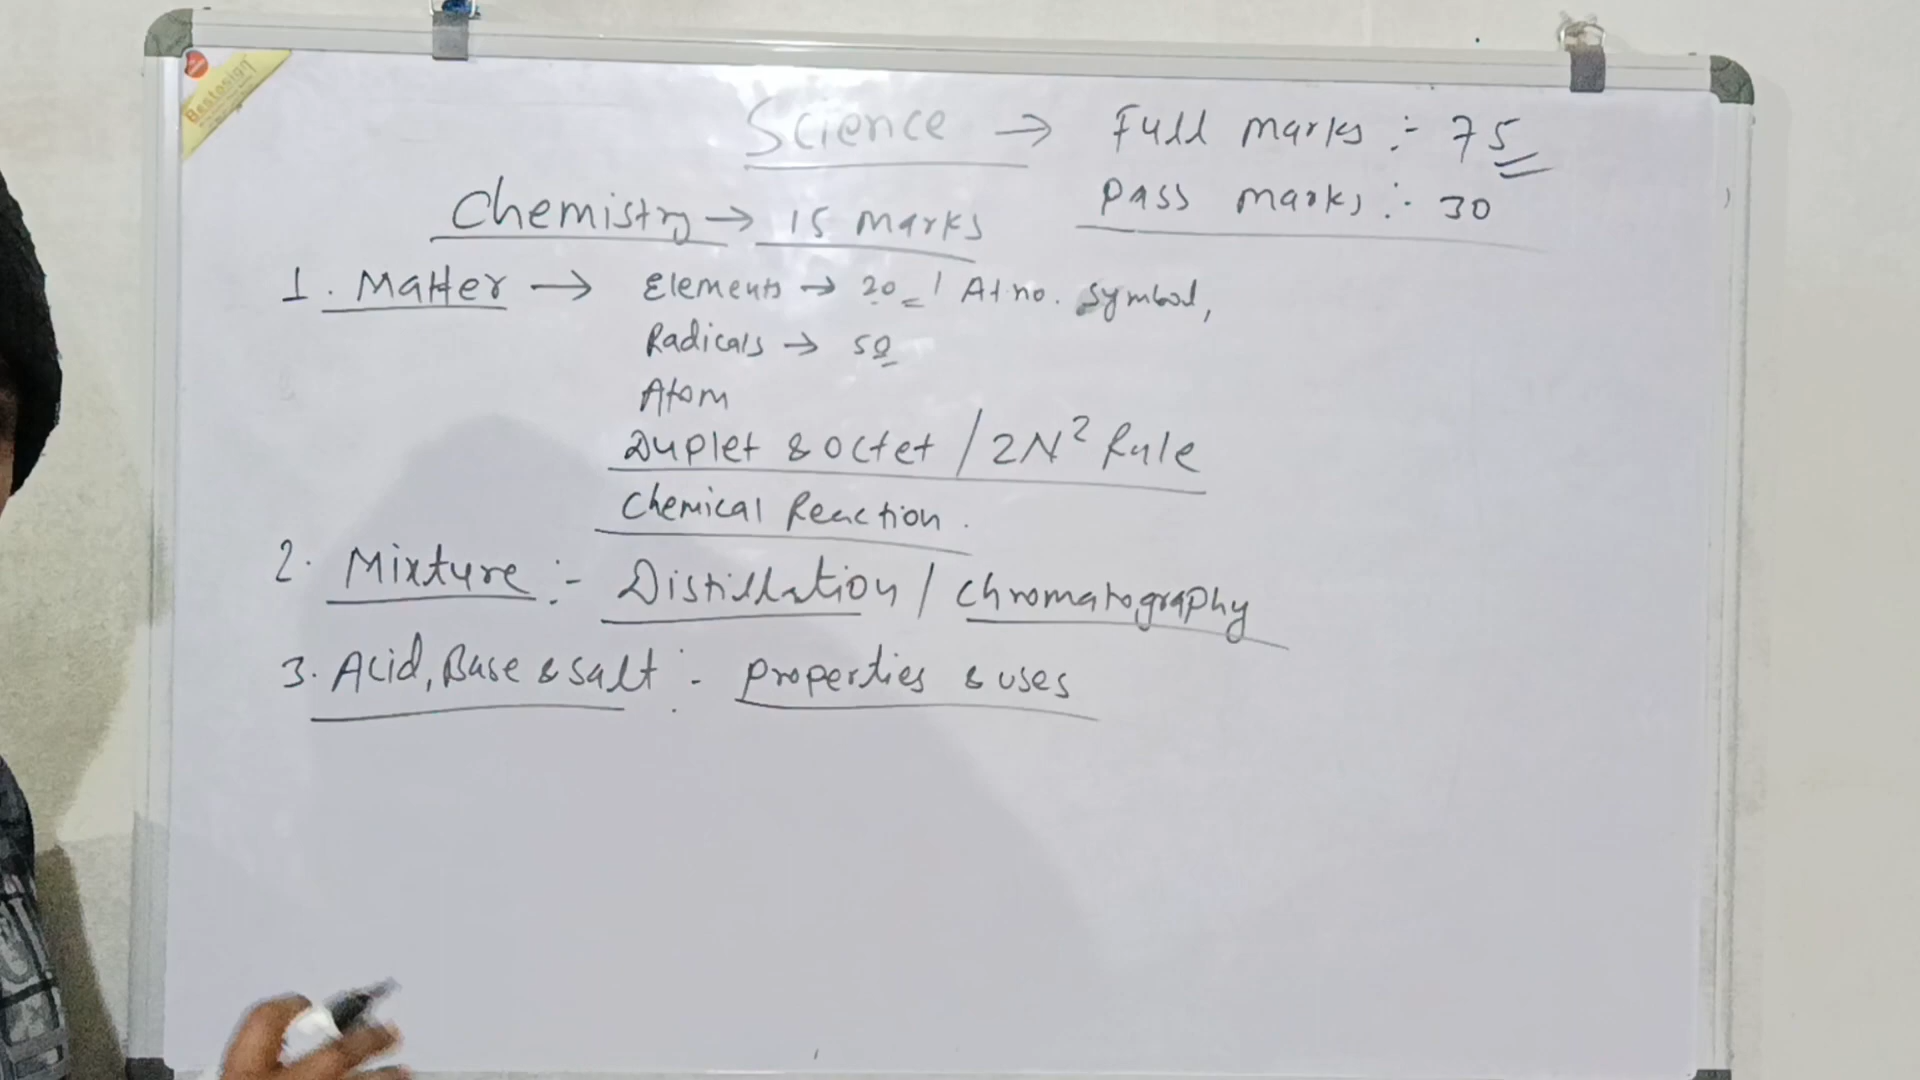 Bestosign
Science → Full marks :- 75
Pass marks :- 30
Chemistry → 15 marks
1. Matter → Elements → 20 / At no. symbol,
Radicals → 50
Atom
Duplet & Octet / 2N² Rule
Chemical Reaction.
2. Mixture :- Distillation / Chromatography
3. Acid, Base & Salt :- properties & uses